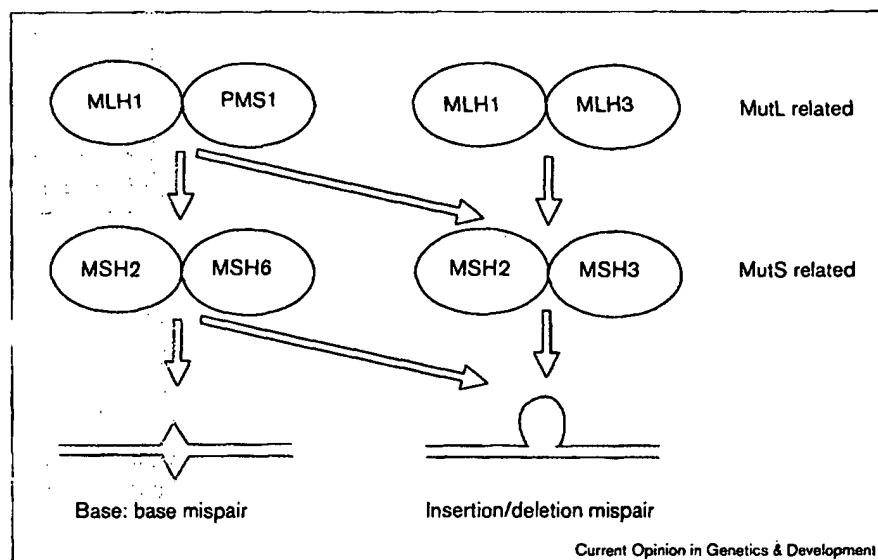 MLH1 PMS1 MLH1 MLH3 MutL related
MSH2 MSH6 MSH2 MSH3 MutS related
Base: base mispair Insertion/deletion mispair
Current Opinion in Genetics & Development